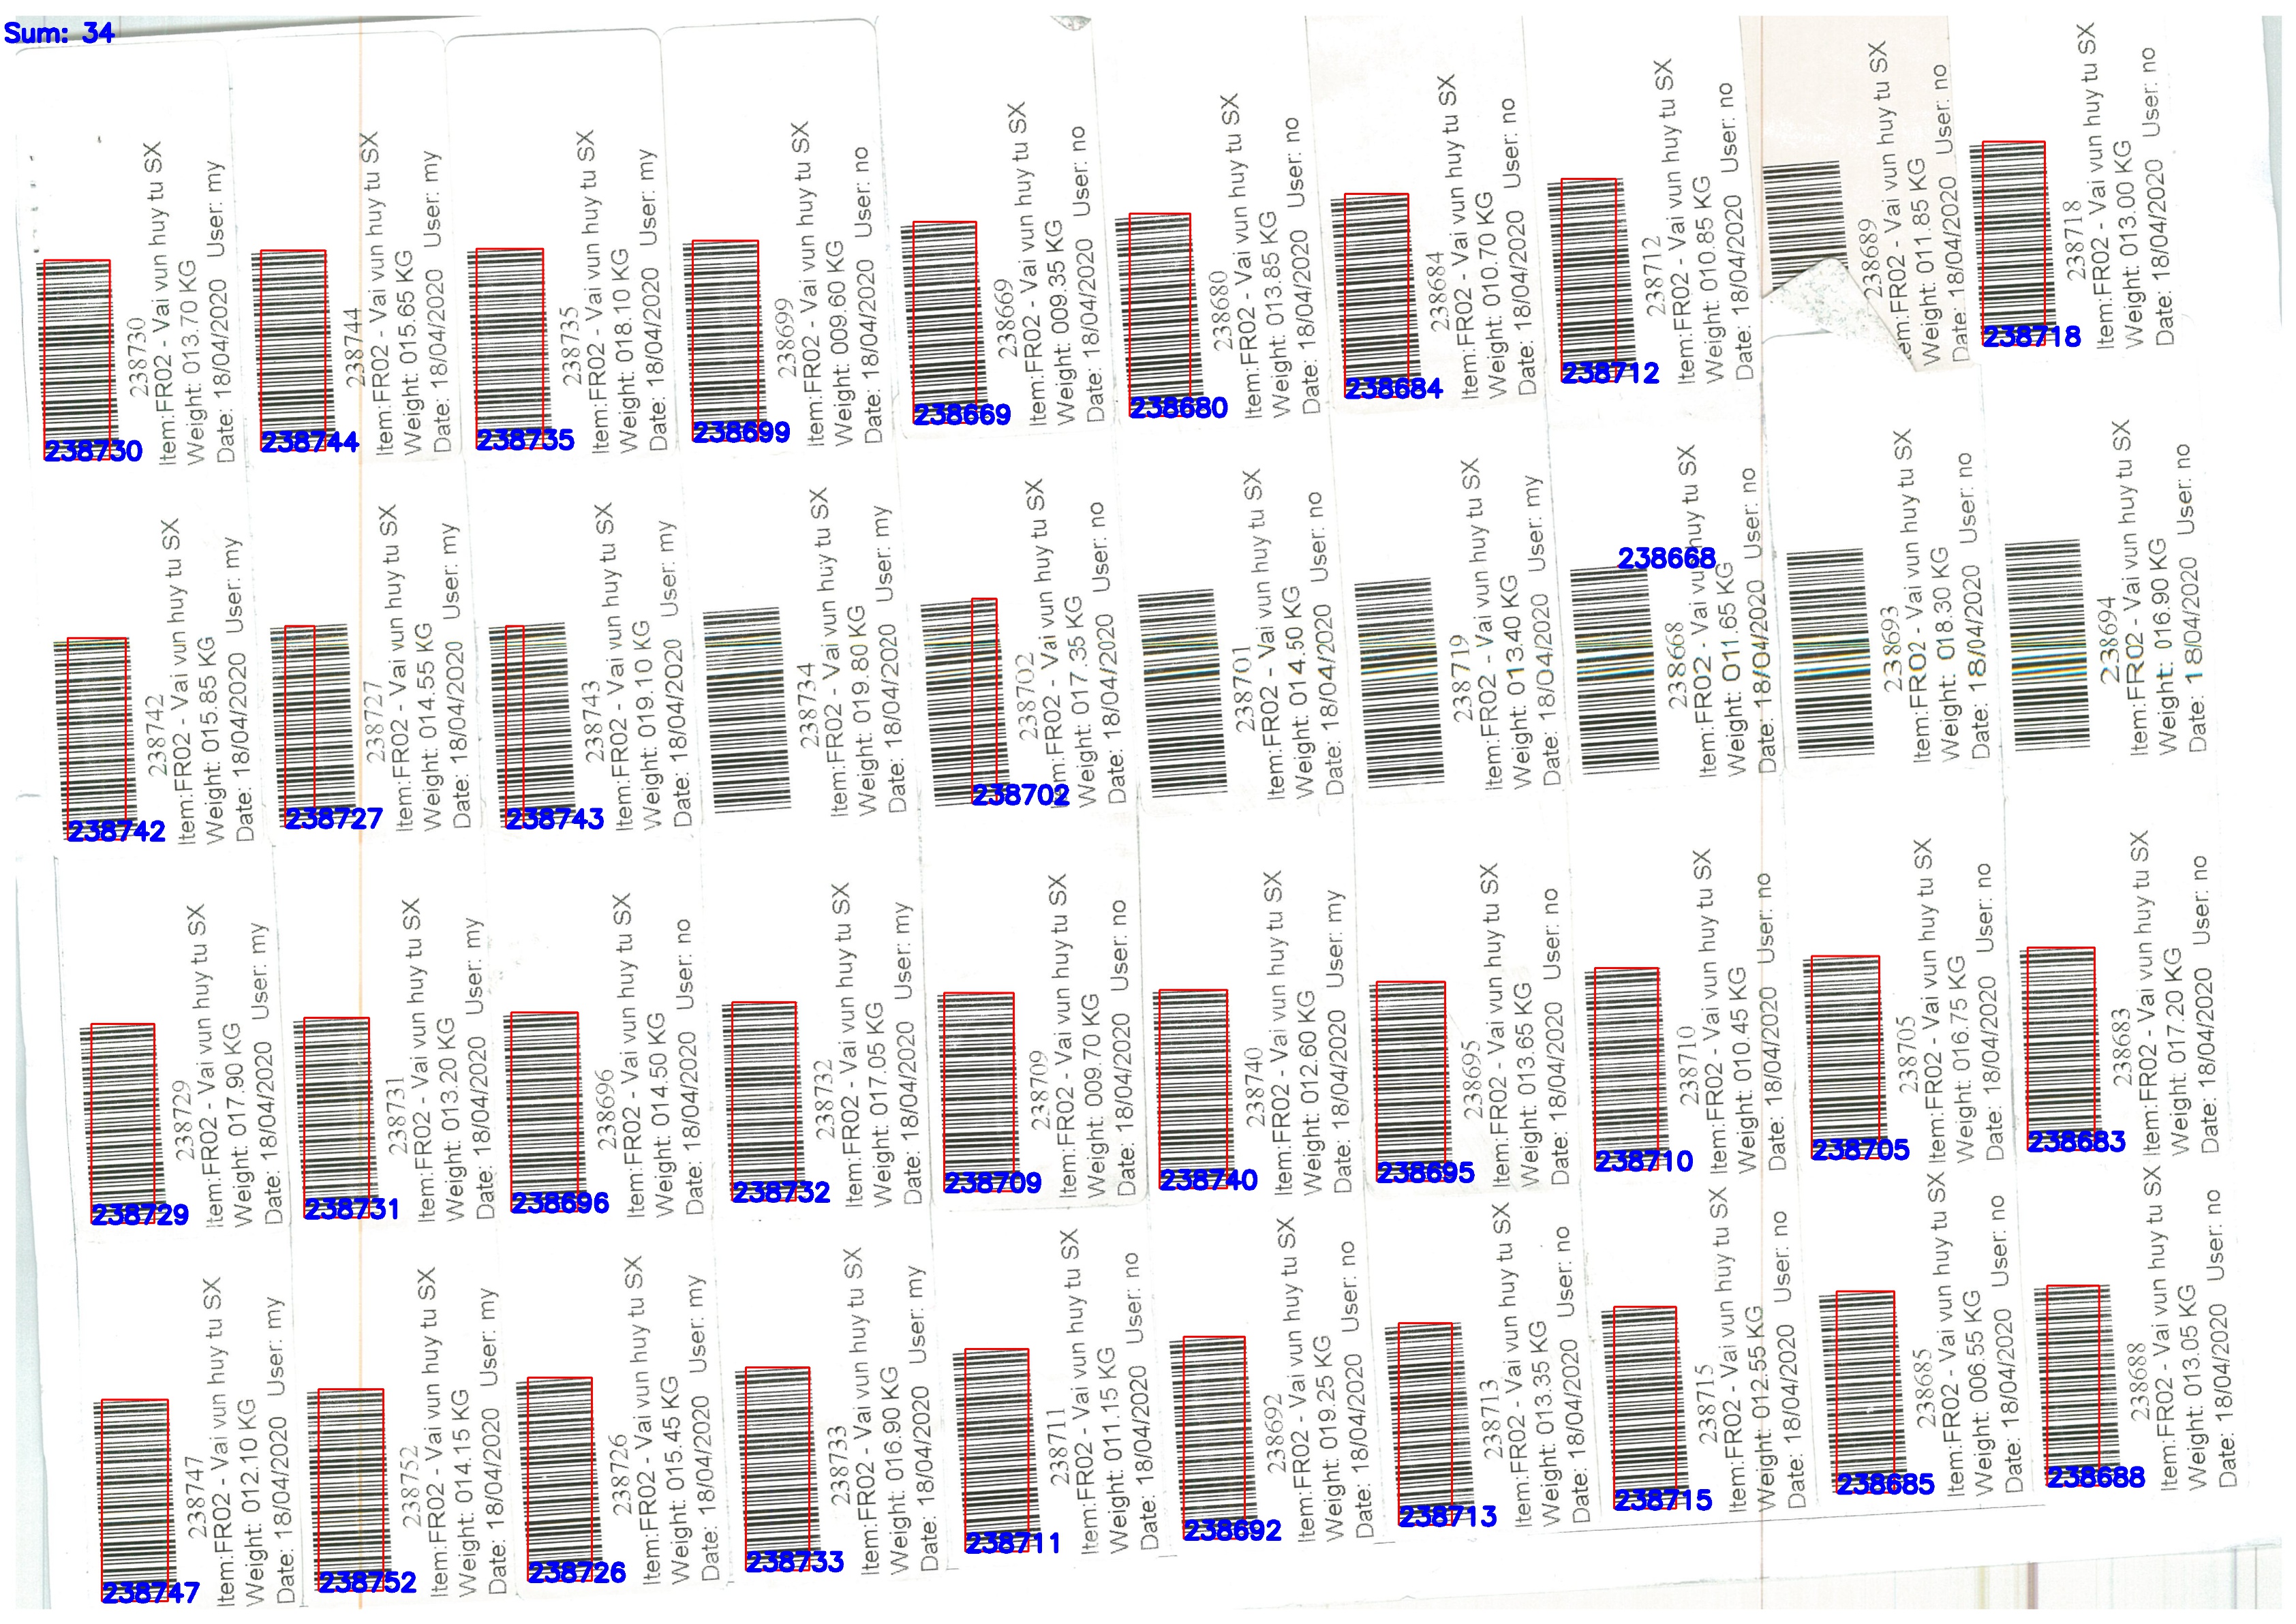 Sum: 34
238730
Item:FR02 - Vai vun huy tu SX
Weight: 013.70 KG
Date: 18/04/2020 User: my
238730
238744
Item:FR02 - Vai vun huy tu SX
Weight: 015.65 KG
Date: 18/04/2020 User: my
238744
238735
Item:FR02 - Vai vun huy tu SX
Weight: 018.10 KG
Date: 18/04/2020 User: my
238735
238699
Item:FR02 - Vai vun huy tu SX
Weight: 009.60 KG
Date: 18/04/2020 User: no
238699
238669
Item:FR02 - Vai vun huy tu SX
Weight: 009.35 KG
Date: 18/04/2020 User: no
238669
238680
Item:FR02 - Vai vun huy tu SX
Weight: 013.85 KG
Date: 18/04/2020 User: no
238680
238684
Item:FR02 - Vai vun huy tu SX
Weight: 010.70 KG
Date: 18/04/2020 User: no
238684
238712
Item:FR02 - Vai vun huy tu SX
Weight: 010.85 KG
Date: 18/04/2020 User: no
238712
238689
tem:FR02 - Vai vun huy tu SX
Weight: 011.85 KG
Date: 18/04/2020 User: no
238718
Item:FR02 - Vai vun huy tu SX
Weight: 013.00 KG
Date: 18/04/2020 User: no
238718
238742
Item:FR02 - Vai vun huy tu SX
Weight: 015.85 KG
Date: 18/04/2020 User: my
238742
238727
Item:FR02 - Vai vun huy tu SX
Weight: 014.55 KG
Date: 18/04/2020 User: my
238727
238743
Item:FR02 - Vai vun huy tu SX
Weight: 019.10 KG
Date: 18/04/2020 User: my
238743
238734
Item:FR02 - Vai vun huy tu SX
Weight: 019.80 KG
Date: 18/04/2020 User: my
238702
Item:FR02 - Vai vun huy tu SX
Weight: 017.35 KG
Date: 18/04/2020 User: no
238702
238701
Item:FR02 - Vai vun huy tu SX
Weight: 014.50 KG
Date: 18/04/2020 User: no
238719
Item:FR02 - Vai vun huy tu SX
Weight: 013.40 KG
Date: 18/04/2020 User: my
238668
Item:FR02 - Vai vun huy tu SX
Weight: 011.65 KG
Date: 18/04/2020 User: no
238668
238693
Item:FR02 - Vai vun huy tu SX
Weight: 018.30 KG
Date: 18/04/2020 User: no
238694
Item:FR02 - Vai vun huy tu SX
Weight: 016.90 KG
Date: 18/04/2020 User: no
238729
Item:FR02 - Vai vun huy tu SX
Weight: 017.90 KG
Date: 18/04/2020 User: my
238729
238731
Item:FR02 - Vai vun huy tu SX
Weight: 013.20 KG
Date: 18/04/2020 User: my
238731
238696
Item:FR02 - Vai vun huy tu SX
Weight: 014.50 KG
Date: 18/04/2020 User: no
238696
238732
Item:FR02 - Vai vun huy tu SX
Weight: 017.05 KG
Date: 18/04/2020 User: my
238732
238709
Item:FR02 - Vai vun huy tu SX
Weight: 009.70 KG
Date: 18/04/2020 User: no
238709
238740
Item:FR02 - Vai vun huy tu SX
Weight: 012.60 KG
Date: 18/04/2020 User: my
238740
238695
Item:FR02 - Vai vun huy tu SX
Weight: 013.65 KG
Date: 18/04/2020 User: no
238695
238710
Item:FR02 - Vai vun huy tu SX
Weight: 010.45 KG
Date: 18/04/2020 User: no
238710
238705
Item:FR02 - Vai vun huy tu SX
Weight: 016.75 KG
Date: 18/04/2020 User: no
238705
238683
Item:FR02 - Vai vun huy tu SX
Weight: 017.20 KG
Date: 18/04/2020 User: no
238683
238747
Item:FR02 - Vai vun huy tu SX
Weight: 012.10 KG
Date: 18/04/2020 User: my
238747
238752
Item:FR02 - Vai vun huy tu SX
Weight: 014.15 KG
Date: 18/04/2020 User: my
238752
238726
Item:FR02 - Vai vun huy tu SX
Weight: 015.45 KG
Date: 18/04/2020 User: my
238726
238733
Item:FR02 - Vai vun huy tu SX
Weight: 016.90 KG
Date: 18/04/2020 User: my
238733
238711
Item:FR02 - Vai vun huy tu SX
Weight: 011.15 KG
Date: 18/04/2020 User: no
238711
238692
Item:FR02 - Vai vun huy tu SX
Weight: 019.25 KG
Date: 18/04/2020 User: no
238692
238713
Item:FR02 - Vai vun huy tu SX
Weight: 013.35 KG
Date: 18/04/2020 User: no
238713
238715
Item:FR02 - Vai vun huy tu SX
Weight: 012.55 KG
Date: 18/04/2020 User: no
238715
238685
Item:FR02 - Vai vun huy tu SX
Weight: 006.55 KG
Date: 18/04/2020 User: no
238685
238688
Item:FR02 - Vai vun huy tu SX
Weight: 013.05 KG
Date: 18/04/2020 User: no
238688